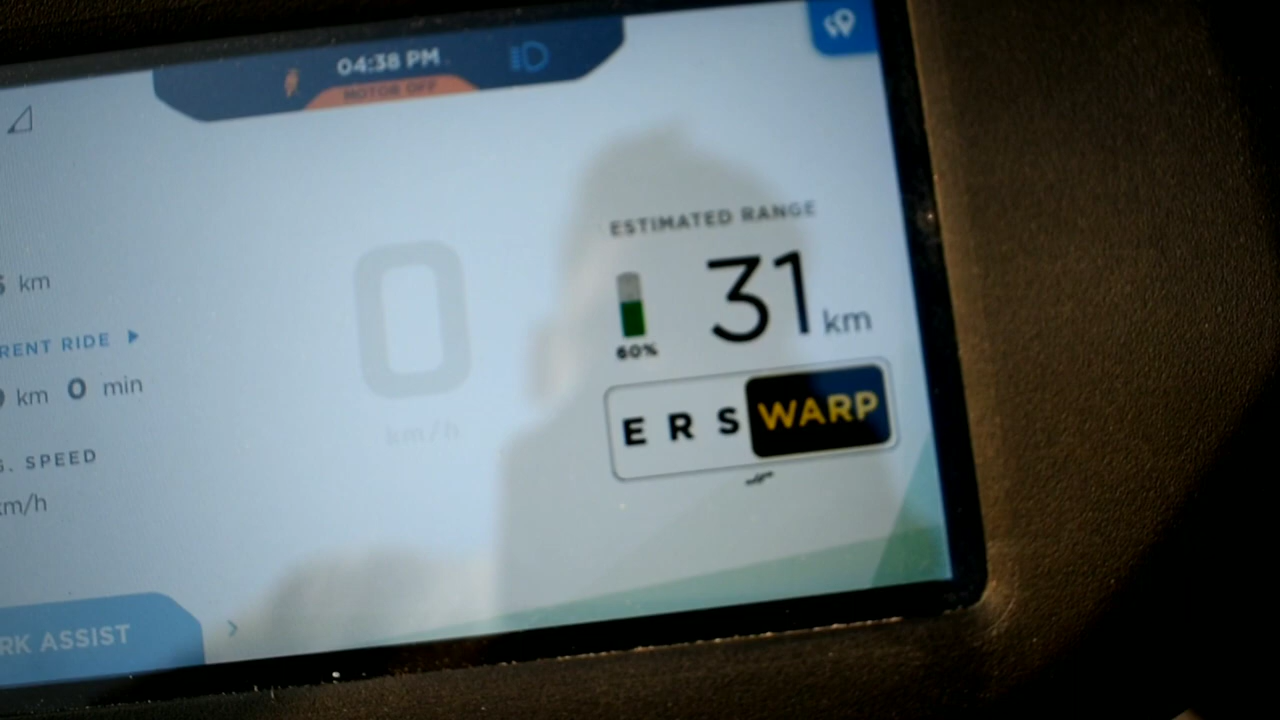 04:38 PM
MOTOR OFF
ESTIMATED RANGE
31 km
60%
E R S WARP
0
km/h
km
RENT RIDE
km 0 min
G. SPEED
km/h
RK ASSIST